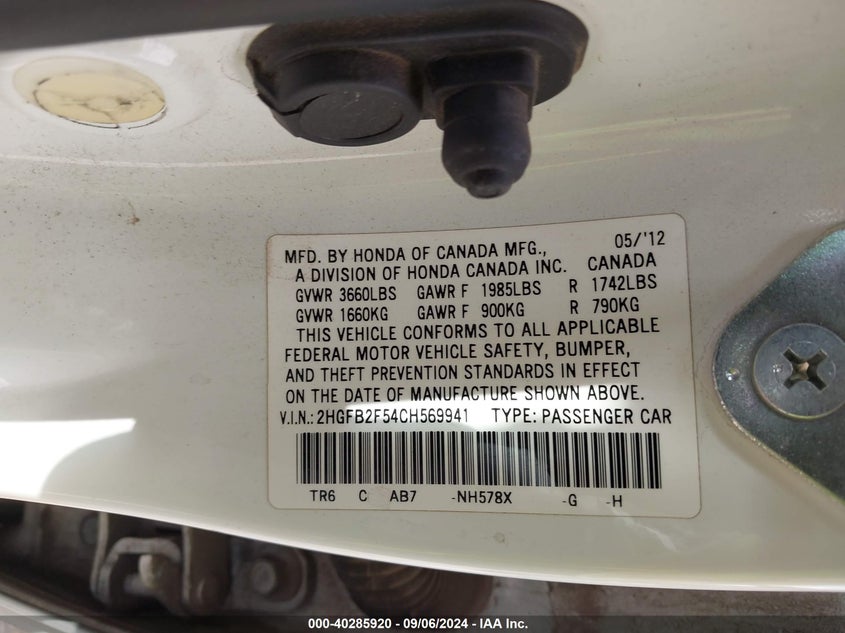 05/'12
MFD. BY HONDA OF CANADA MFG.,
A DIVISION OF HONDA CANADA INC. CANADA
GVWR 3660LBS GAWR F 1985LBS R 1742LBS
GVWR 1660KG GAWR F 900KG R 790KG
THIS VEHICLE CONFORMS TO ALL APPLICABLE
FEDERAL MOTOR VEHICLE SAFETY, BUMPER,
AND THEFT PREVENTION STANDARDS IN EFFECT
ON THE DATE OF MANUFACTURE SHOWN ABOVE.
V.I.N.: 2HGFB2F54CH569941 TYPE: PASSENGER CAR
TR6 C AB7 -NH578X -G -H
000-40285920 - 09/06/2024 - IAA Inc.